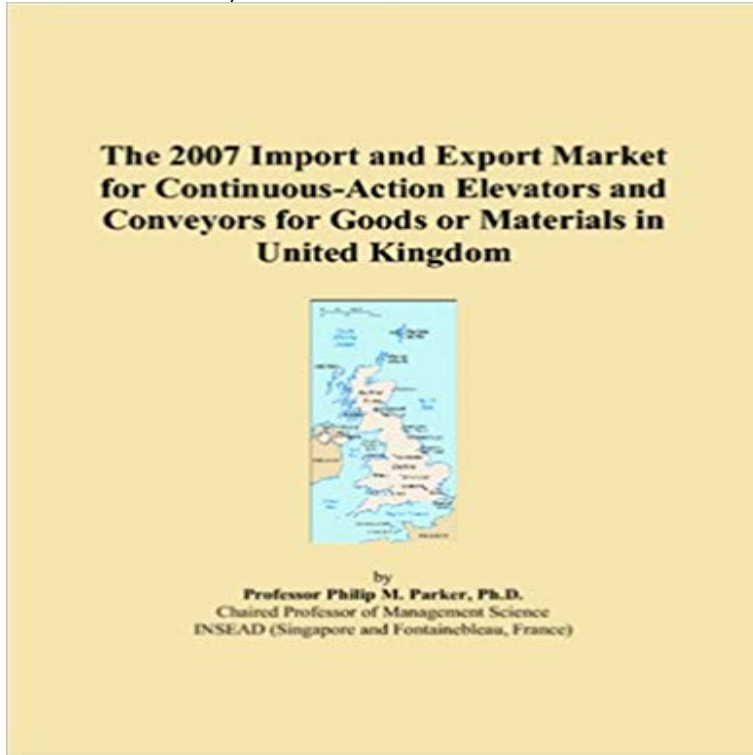 The 2007 Import and Export Market
for Continuous-Action Elevators and
Conveyors for Goods or Materials in
United Kingdom
by
Professor Philip M. Parker, Ph.D.
Chaired Professor of Management Science
INSEAD (Singapore and Fontainebleau, France)